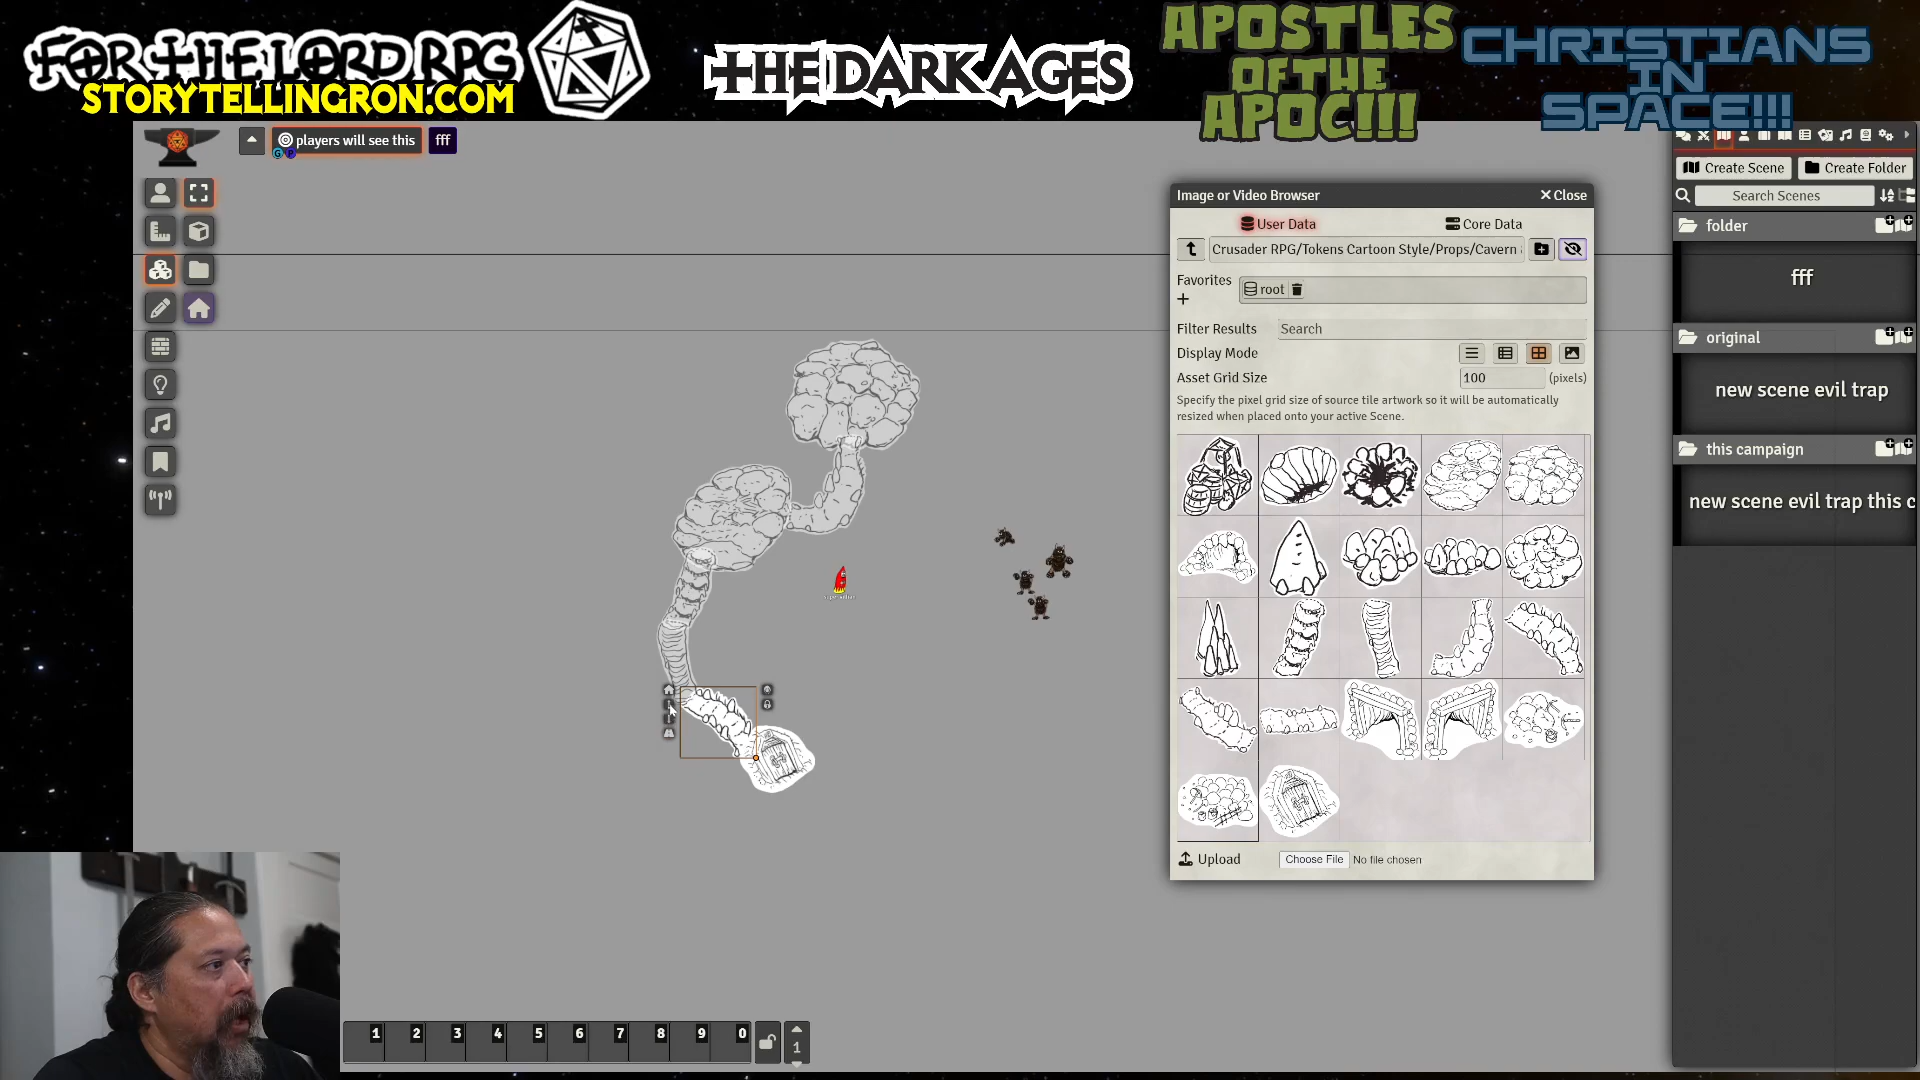 FOR THE LORD RPG
STORYTELLINGRON.COM
THE DARK AGES
APOSTLES
OF THE
APOC!!!
CHRISTIANS
IN
SPACE!!!
players will see this
fff
G P
Create Scene
Create Folder
Search Scenes
folder
fff
original
new scene evil trap
this campaign
new scene evil trap this c
Image or Video Browser
Close
User Data
Core Data
Crusader RPG/Tokens Cartoon Style/Props/Cavern
Favorites
root
Filter Results
Search
Display Mode
Asset Grid Size
100
(pixels)
Specify the pixel grid size of source tile artwork so it will be automatically
resized when placed onto your active Scene.
Upload
Choose File
No file chosen
1 2 3 4 5 6 7 8 9 0
1